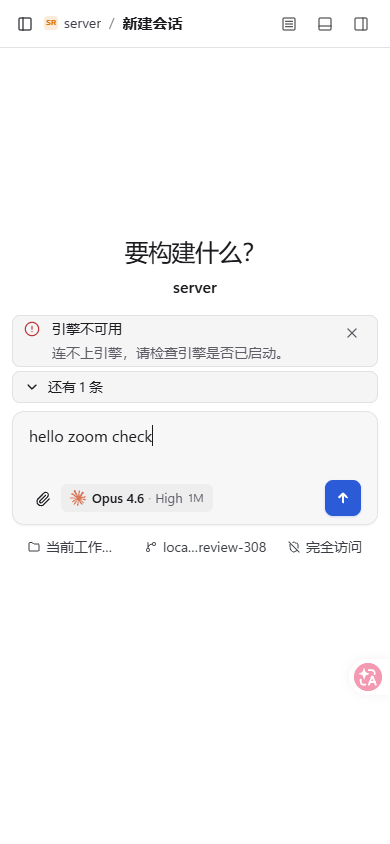 SR server / 新建会话
要构建什么？
server
引擎不可用
连不上引擎，请检查引擎是否已启动。
还有 1 条
hello zoom check
Opus 4.6 · High 1M
当前工作... loca...review-308 完全访问
A